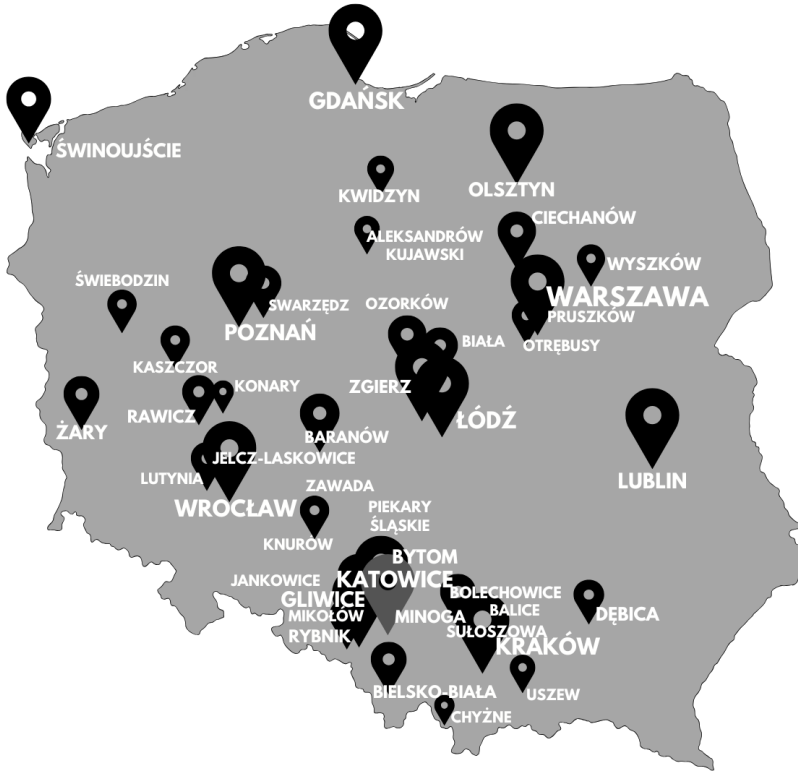 GDAŃSK
ŚWINOUJŚCIE
OLSZTYN
KWIDZYN
CIECHANÓW
ALEKSANDRÓW
KUJAWSKI
WYSZKÓW
ŚWIEBODZIN
WARSZAWA
SWARZĘDZ
OZORKÓW
PRUSZKÓW
POZNAŃ
BIAŁA
OTRĘBUSY
KASZCZOR
KONARY
ZGIERZ
RAWICZ
ŁÓDŹ
ŻARY
BARANÓW
JELCZ-LASKOWICE
LUTYNIA
LUBLIN
ZAWADA
WROCŁAW
PIEKARY
ŚLĄSKIE
KNURÓW
BYTOM
JANKOWICE
KATOWICE
BOLECHOWICE
GLIWICE
BALICE
MIKOŁÓW
MINOGA
DĘBICA
SUŁOSZOWA
RYBNIK
KRAKÓW
BIELSKO-BIAŁA
USZEW
CHYŻNE